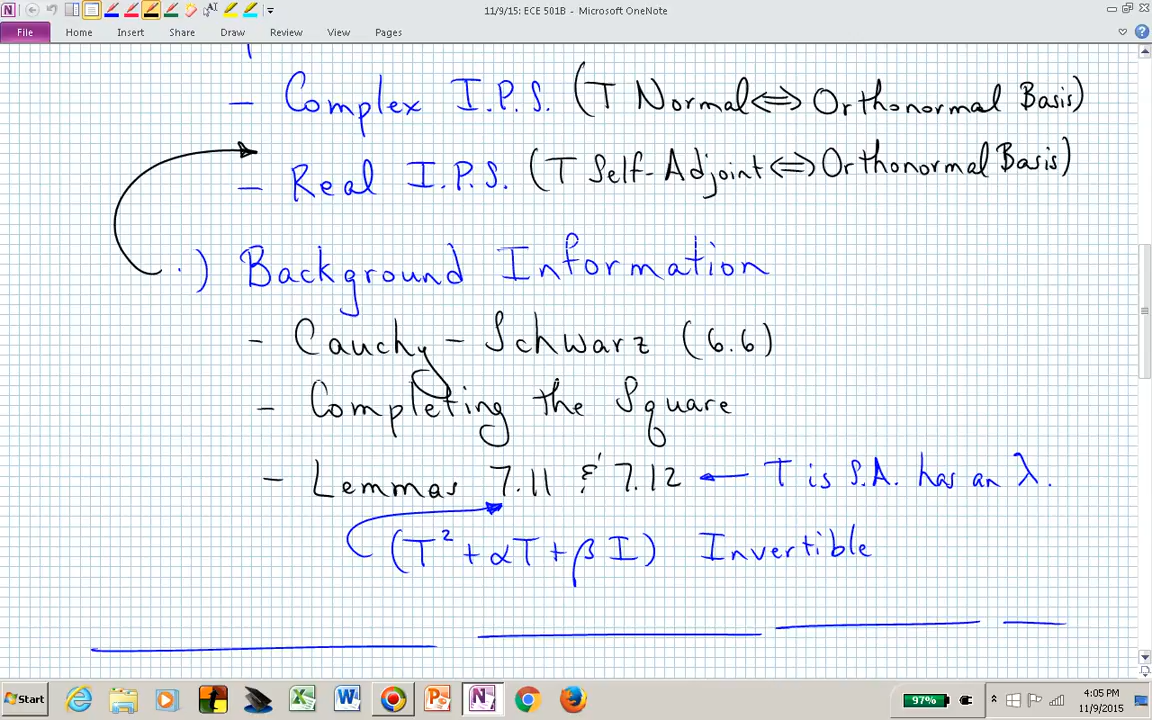 11/9/15: ECE 501B - Microsoft OneNote
File Home Insert Share Draw Review View Pages
- Complex I.P.S. (T Normal ⟺ Orthonormal Basis)
- Real I.P.S. (T Self-Adjoint ⟺ Orthonormal Basis)
·) Background Information
- Cauchy-Schwarz (6.6)
- Completing the Square
- Lemmas 7.11 & 7.12 ← T is S.A. has an λ.
(T² + αT + βI) Invertible
Start
97%
4:05 PM
11/9/2015